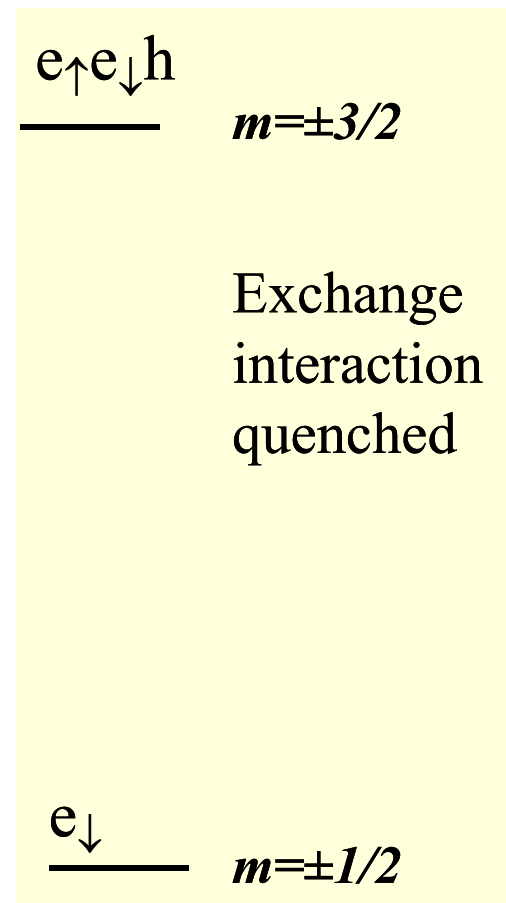 e↑e↓h
m=±3/2
Exchange
interaction
quenched
e↓
m=±1/2